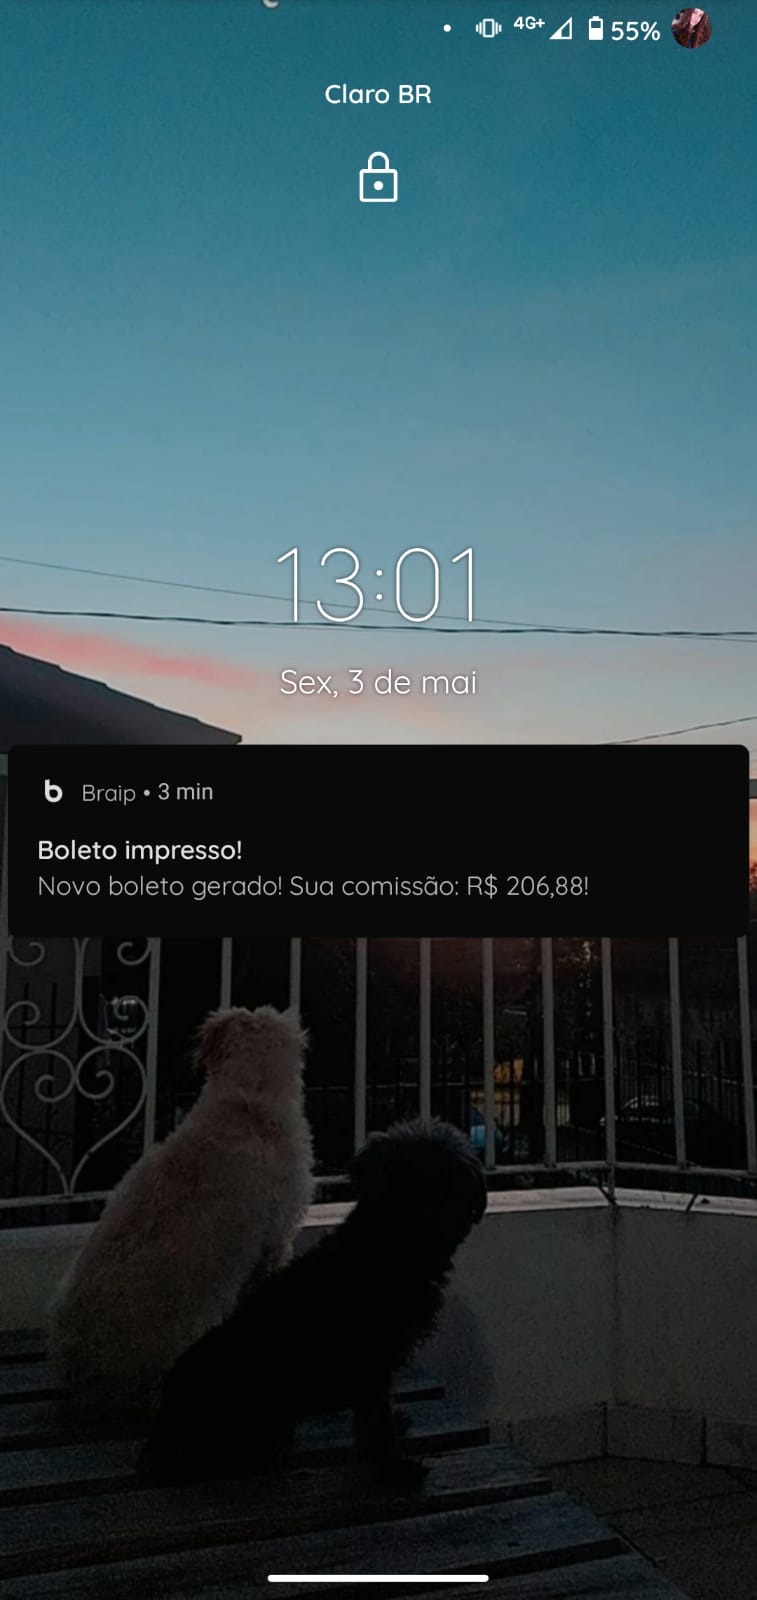 4G+ 55%
Claro BR
13:01
Sex, 3 de mai
b Braip • 3 min
Boleto impresso!
Novo boleto gerado! Sua comissão: R$ 206,88!